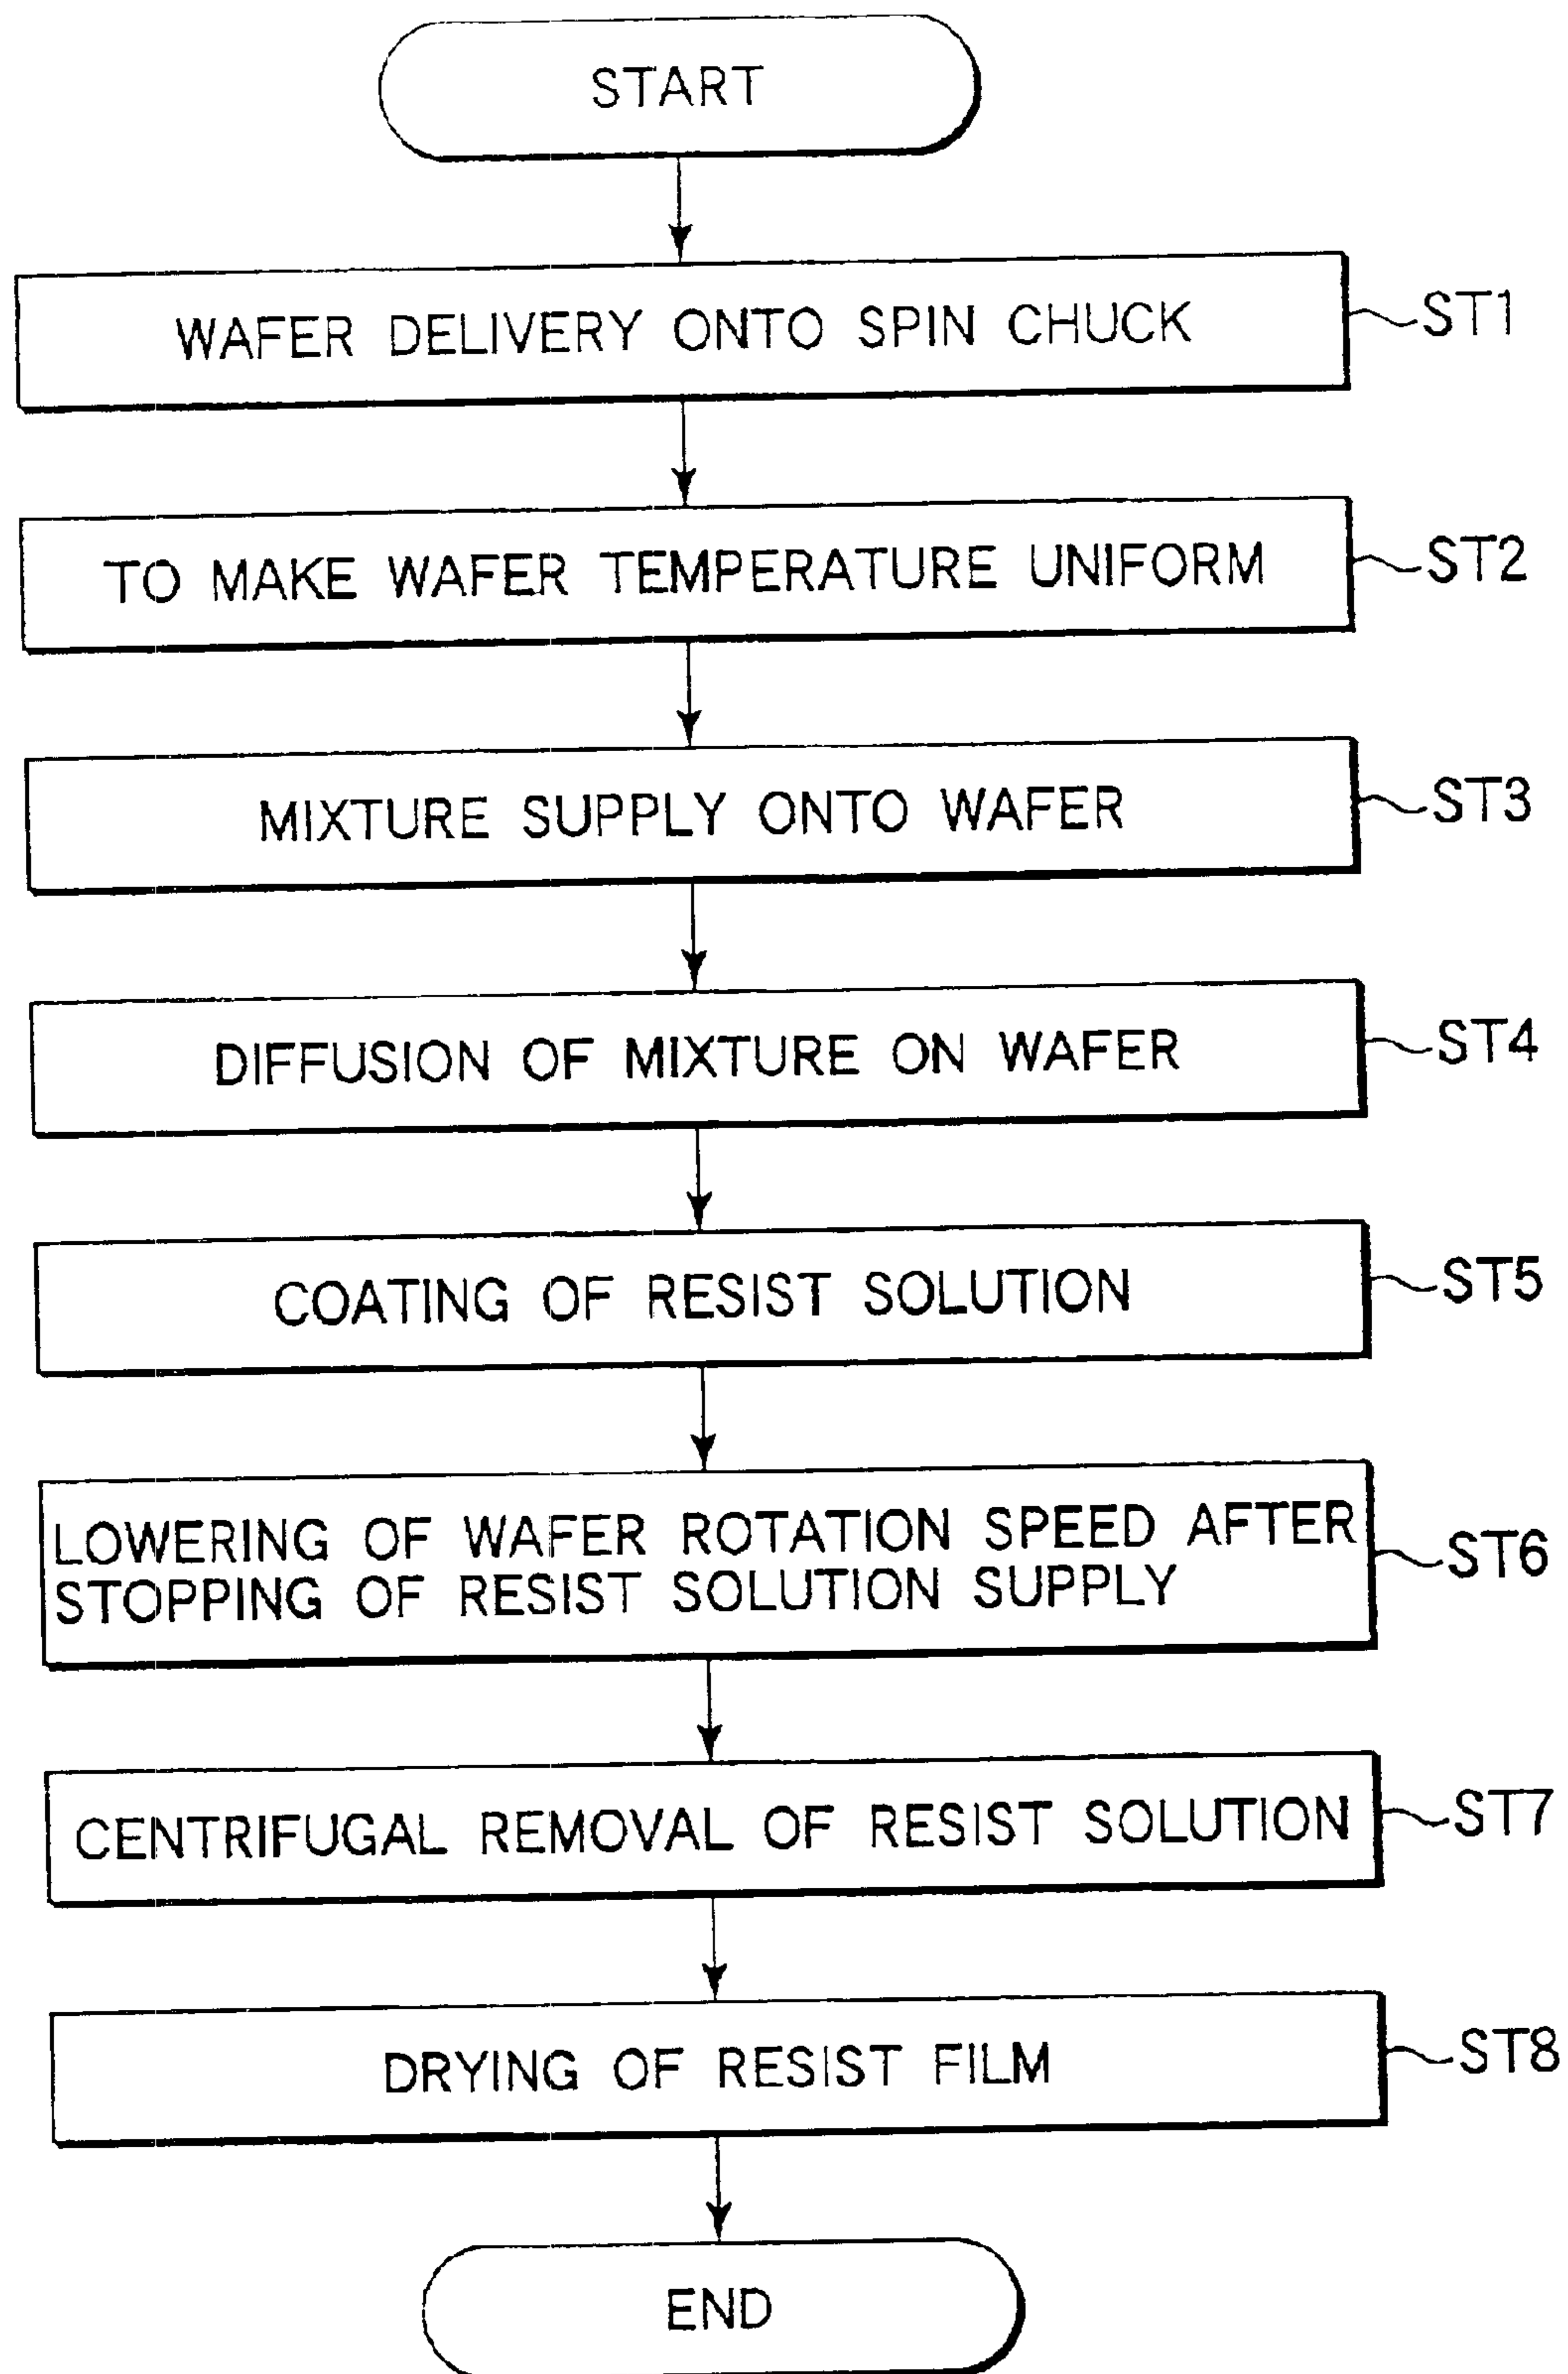 START
WAFER DELIVERY ONTO SPIN CHUCK
ST1
TO MAKE WAFER TEMPERATURE UNIFORM
ST2
MIXTURE SUPPLY ONTO WAFER
ST3
DIFFUSION OF MIXTURE ON WAFER
ST4
COATING OF RESIST SOLUTION
ST5
LOWERING OF WAFER ROTATION SPEED AFTER
STOPPING OF RESIST SOLUTION SUPPLY
ST6
CENTRIFUGAL REMOVAL OF RESIST SOLUTION
ST7
DRYING OF RESIST FILM
ST8
END